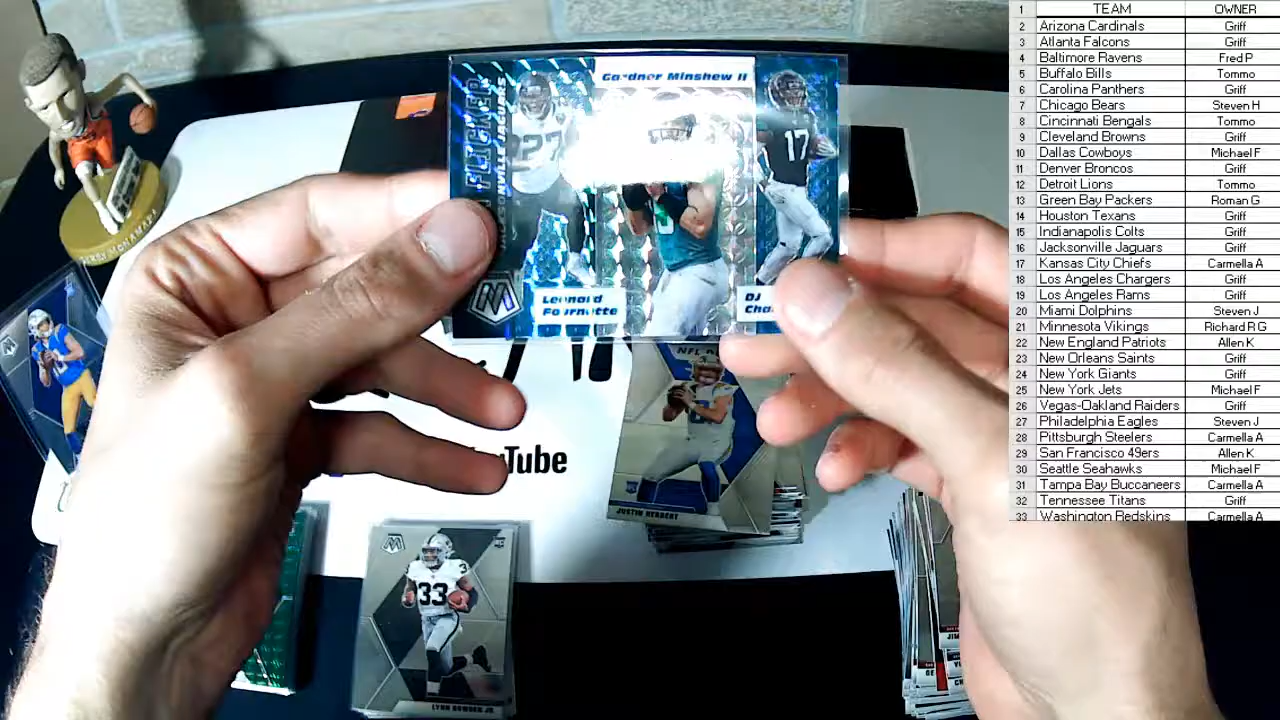 FLICKER
JACKSONVILLE JAGUARS
27
Gardner Minshew II
17
M
Leonard
Fournette
DJ
Cha
NFL
JUSTIN HERBERT
YouTube
33
LYNN BOWDEN JR.
1 TEAM OWNER
2 Arizona Cardinals Griff
3 Atlanta Falcons Griff
4 Baltimore Ravens Fred P
5 Buffalo Bills Tommo
6 Carolina Panthers Griff
7 Chicago Bears Steven H
8 Cincinnati Bengals Tommo
9 Cleveland Browns Griff
10 Dallas Cowboys Michael F
11 Denver Broncos Griff
12 Detroit Lions Tommo
13 Green Bay Packers Roman G
14 Houston Texans Griff
15 Indianapolis Colts Griff
16 Jacksonville Jaguars Griff
17 Kansas City Chiefs Carmella A
18 Los Angeles Chargers Griff
19 Los Angeles Rams Griff
20 Miami Dolphins Steven J
21 Minnesota Vikings Richard R G
22 New England Patriots Allen K
23 New Orleans Saints Griff
24 New York Giants Griff
25 New York Jets Michael F
26 Vegas-Oakland Raiders Griff
27 Philadelphia Eagles Steven J
28 Pittsburgh Steelers Carmella A
29 San Francisco 49ers Allen K
30 Seattle Seahawks Michael F
31 Tampa Bay Buccaneers Carmella A
32 Tennessee Titans Griff
33 Washington Redskins Carmella A